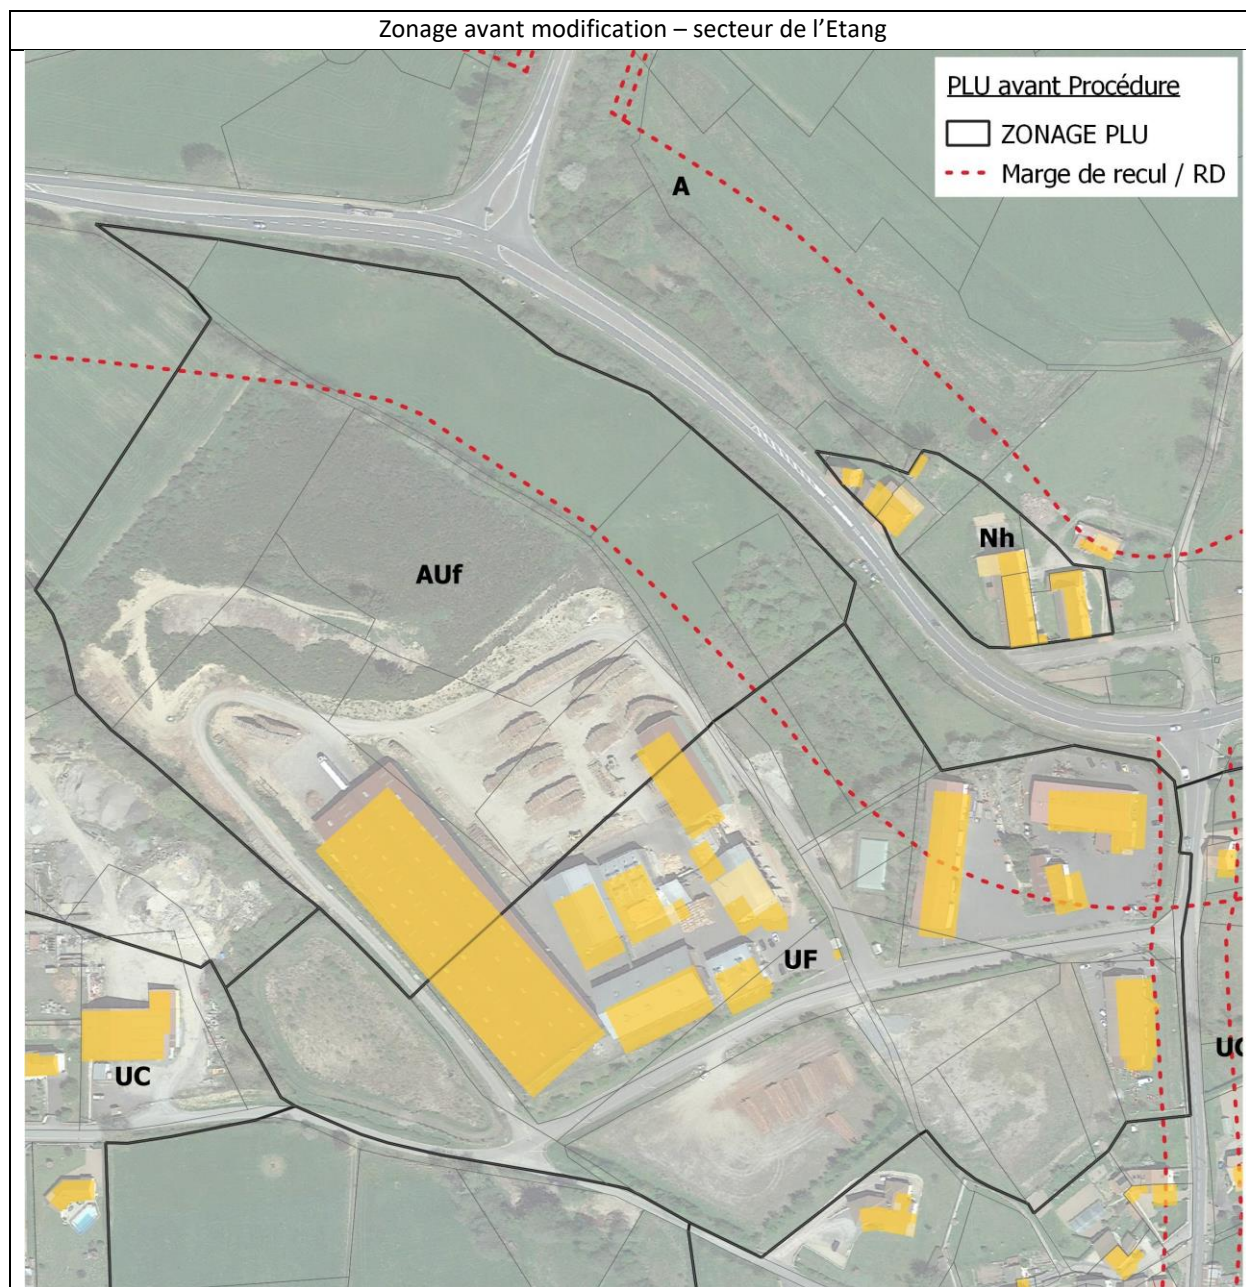 Zonage avant modification – secteur de l’Etang
PLU avant Procédure
ZONAGE PLU
Marge de recul / RD
A
Nh
AUf
UF
UC
UC